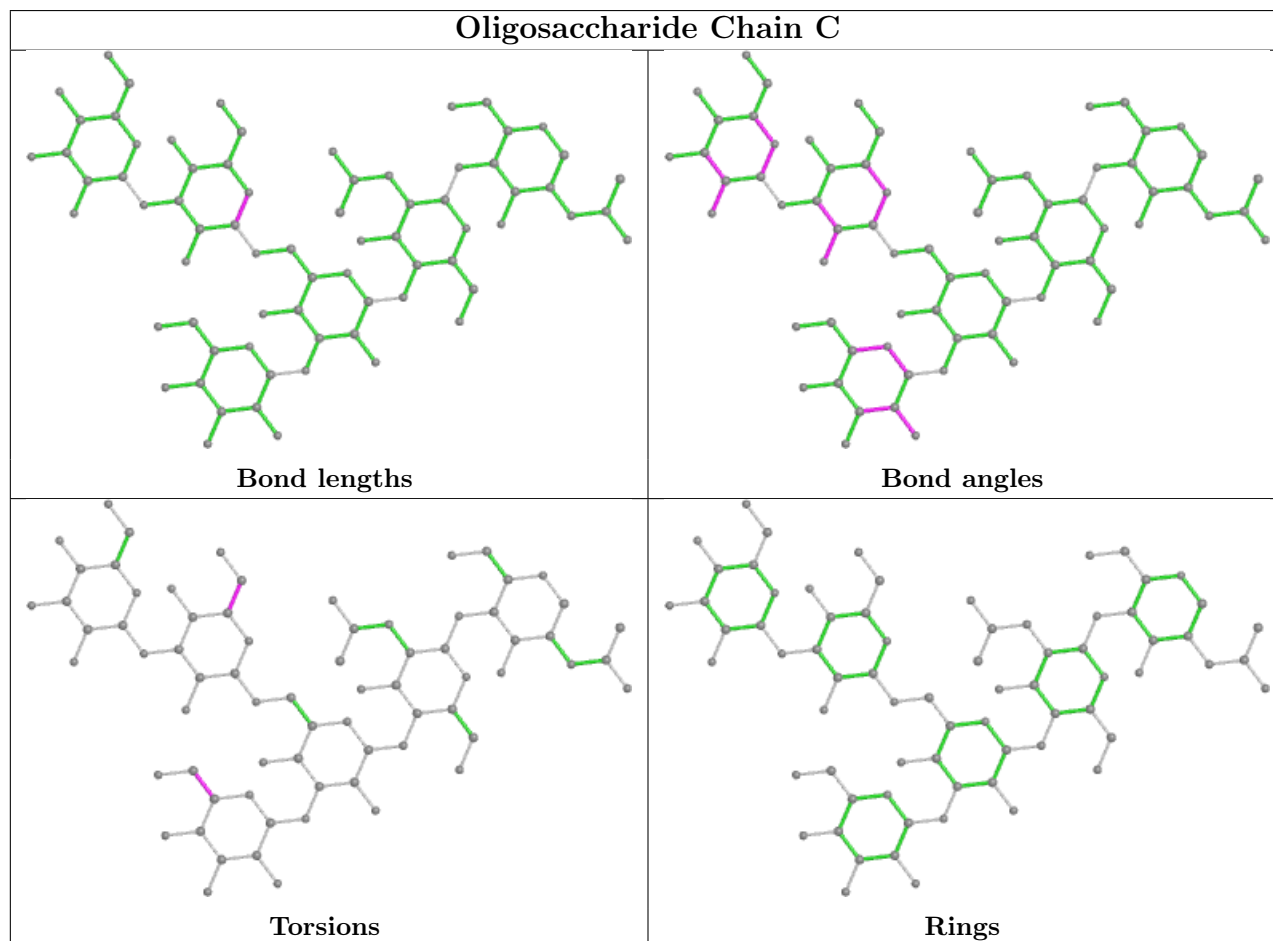 Oligosaccharide Chain C
Bond lengths
Bond angles
Torsions
Rings